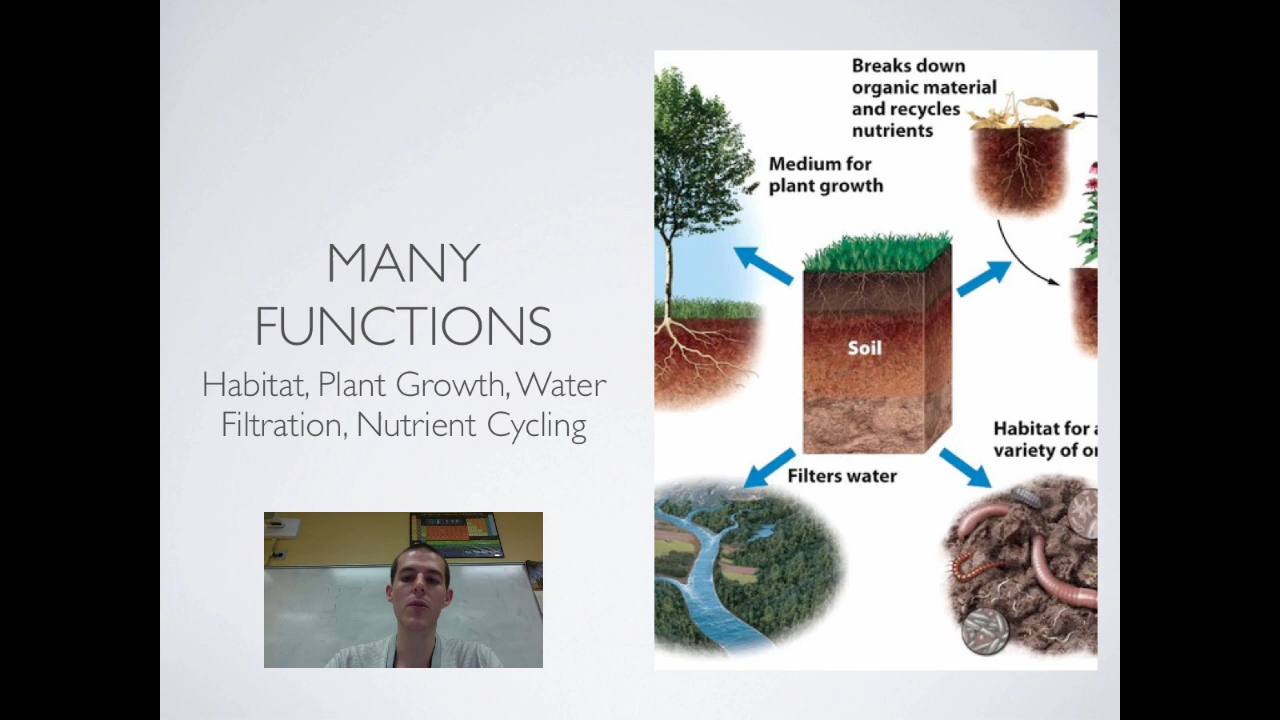 MANY
FUNCTIONS
Habitat, Plant Growth, Water
Filtration, Nutrient Cycling
Breaks down
organic material
and recycles
nutrients
Medium for
plant growth
Soil
Habitat for
variety of
Filters water